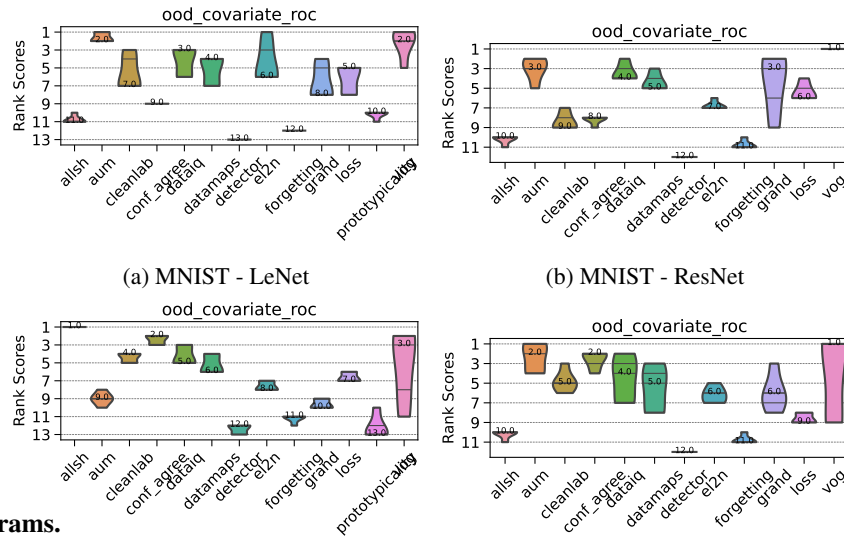 ood_covariate_roc
Rank Scores
1
3
5
7
9
11
13
11.0 2.0 7.0 9.0 3.0 4.0 13.0 6.0 12.0 8.0 5.0 10.0 2.0
allsh aum cleanlab conf_agree dataiq datamaps detector el2n forgetting grand loss prototypicality vog
(a) MNIST - LeNet
ood_covariate_roc
Rank Scores
1
3
5
7
9
11
10.0 3.0 9.0 8.0 4.0 5.0 12.0 3.0 6.0 1.0
allsh aum cleanlab conf_agree dataiq datamaps detector el2n forgetting grand loss vog
(b) MNIST - ResNet
ood_covariate_roc
Rank Scores
1
3
5
7
9
11
13
1.0 9.0 4.0 2.0 5.0 6.0 12.0 8.0 11.0 10.0 7.0 13.0 3.0
allsh aum cleanlab conf_agree dataiq datamaps detector el2n forgetting grand loss prototypicality vog
ood_covariate_roc
Rank Scores
1
3
5
7
9
11
10.0 2.0 5.0 2.0 4.0 5.0 12.0 6.0 6.0 9.0 1.0
allsh aum cleanlab conf_agree dataiq datamaps detector el2n forgetting grand loss vog
rams.